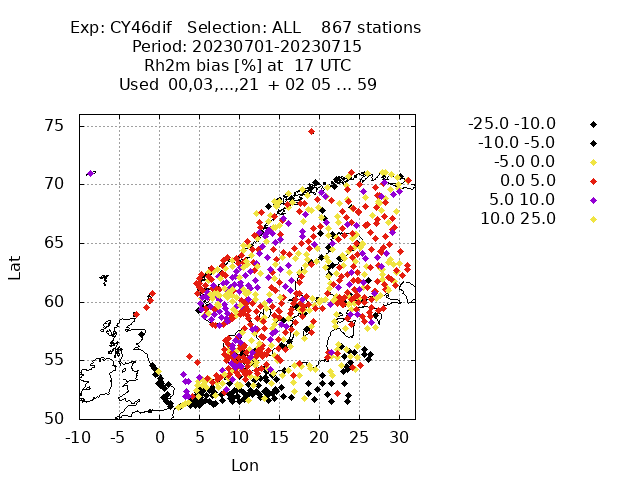 Exp: CY46dif   Selection: ALL    867 stations
Period: 20230701-20230715
Rh2m bias [%] at  17 UTC
Used  00,03,...,21  + 02 05 ... 59
-25.0 -10.0
-10.0 -5.0
-5.0 0.0
0.0 5.0
5.0 10.0
10.0 25.0
75
70
65
60
55
50
Lat
-10 -5 0 5 10 15 20 25 30
Lon